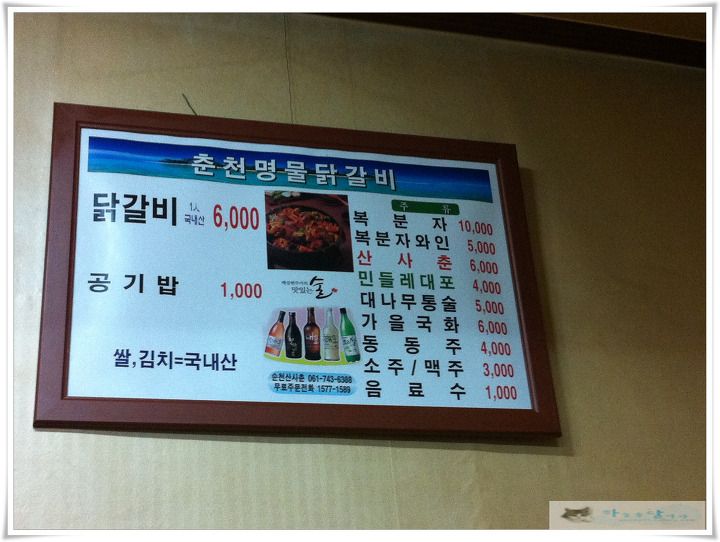 춘천명물닭갈비
닭갈비 1人 국내산 6,000
공기밥 1,000
쌀,김치=국내산
맛있는 술
순천산사춘 061-743-6388
무료주문전화 1577-1589
주 류
복분자 10,000
복분자와인 5,000
산사춘 6,000
민들레대포 4,000
대나무통술 5,000
가을국화 6,000
동동주 4,000
소주/맥주 3,000
음료수 1,000